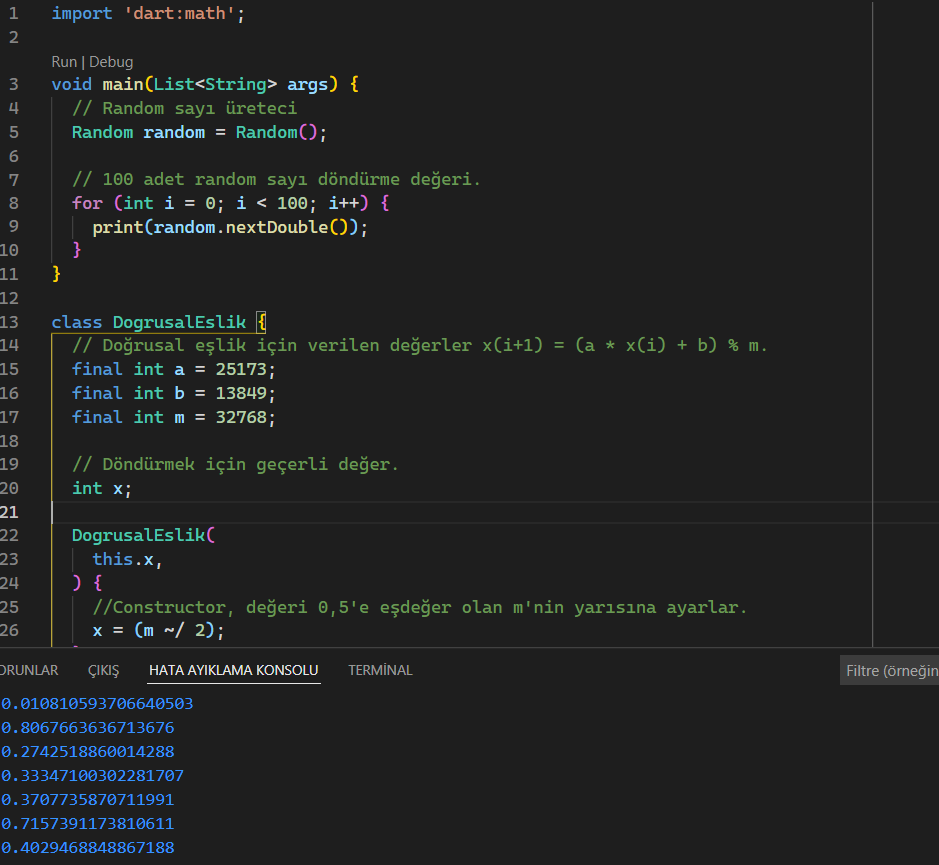 1 import 'dart:math';
2
Run | Debug
3 void main(List<String> args) {
4 // Random sayı üreteci
5 Random random = Random();
6
7 // 100 adet random sayı döndürme değeri.
8 for (int i = 0; i < 100; i++) {
9 print(random.nextDouble());
10 }
11 }
12
13 class DogrusalEslik {
14 // Doğrusal eşlik için verilen değerler x(i+1) = (a * x(i) + b) % m.
15 final int a = 25173;
16 final int b = 13849;
17 final int m = 32768;
18
19 // Döndürmek için geçerli değer.
20 int x;
21
22 DogrusalEslik(
23 this.x,
24 ) {
25 //Constructor, değeri 0,5'e eşdeğer olan m'nin yarısına ayarlar.
26 x = (m ~/ 2);
ORUNLAR ÇIKIŞ HATA AYIKLAMA KONSOLU TERMİNAL Filtre (örneğin
0.010810593706640503
0.8067663636713676
0.2742518860014288
0.33347100302281707
0.3707735870711991
0.7157391173810611
0.4029468848867188